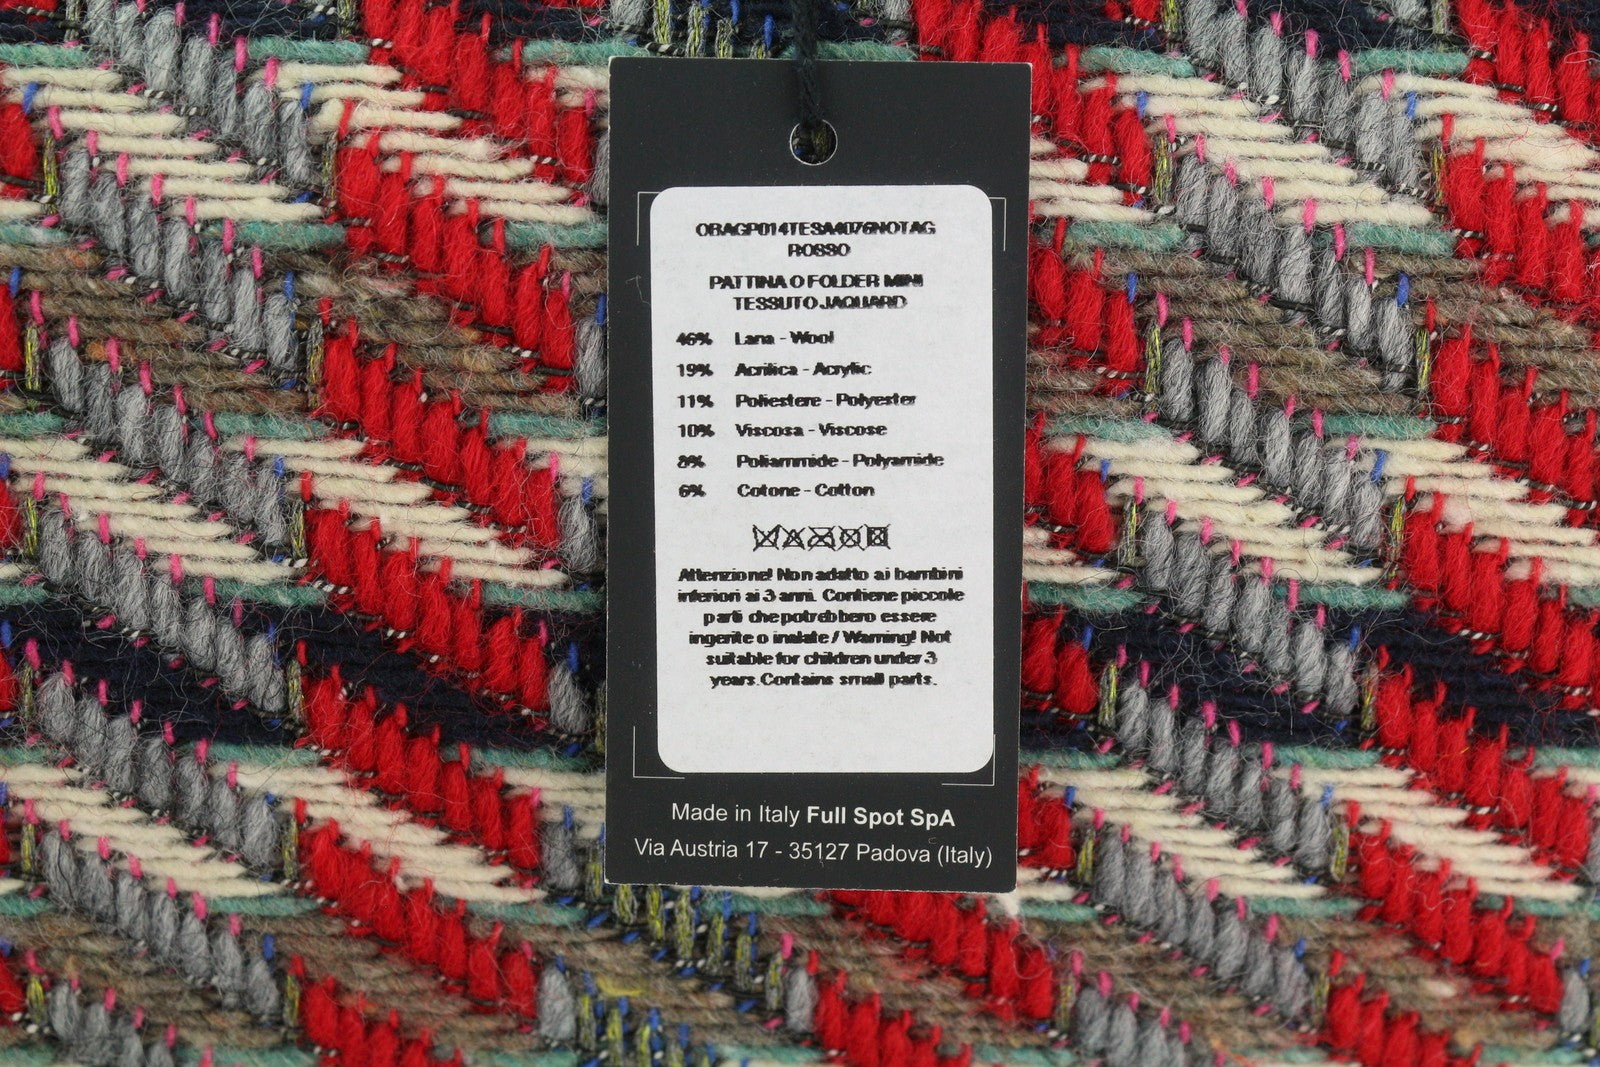 OBAGP014TESA4076NOTAG
ROSSO
PATTINA O FOLDER MINI
TESSUTO JAQUARD
46% Lana - Wool
19% Acrilica - Acrylic
11% Poliestere - Polyester
10% Viscosa - Viscose
8% Poliammide - Polyamide
6% Cotone - Cotton
Attenzione! Non adatto ai bambini
inferiori ai 3 anni. Contiene piccole
parti che potrebbero essere
ingerite o inalate / Warning! Not
suitable for children under 3
years.Contains small parts.
Made in Italy Full Spot SpA
Via Austria 17 - 35127 Padova (Italy)